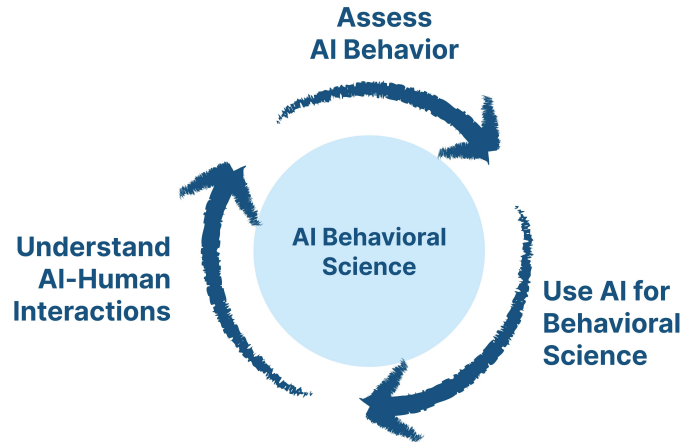 Assess
AI Behavior
AI Behavioral
Science
Understand
AI-Human
Interactions
Use AI for
Behavioral
Science